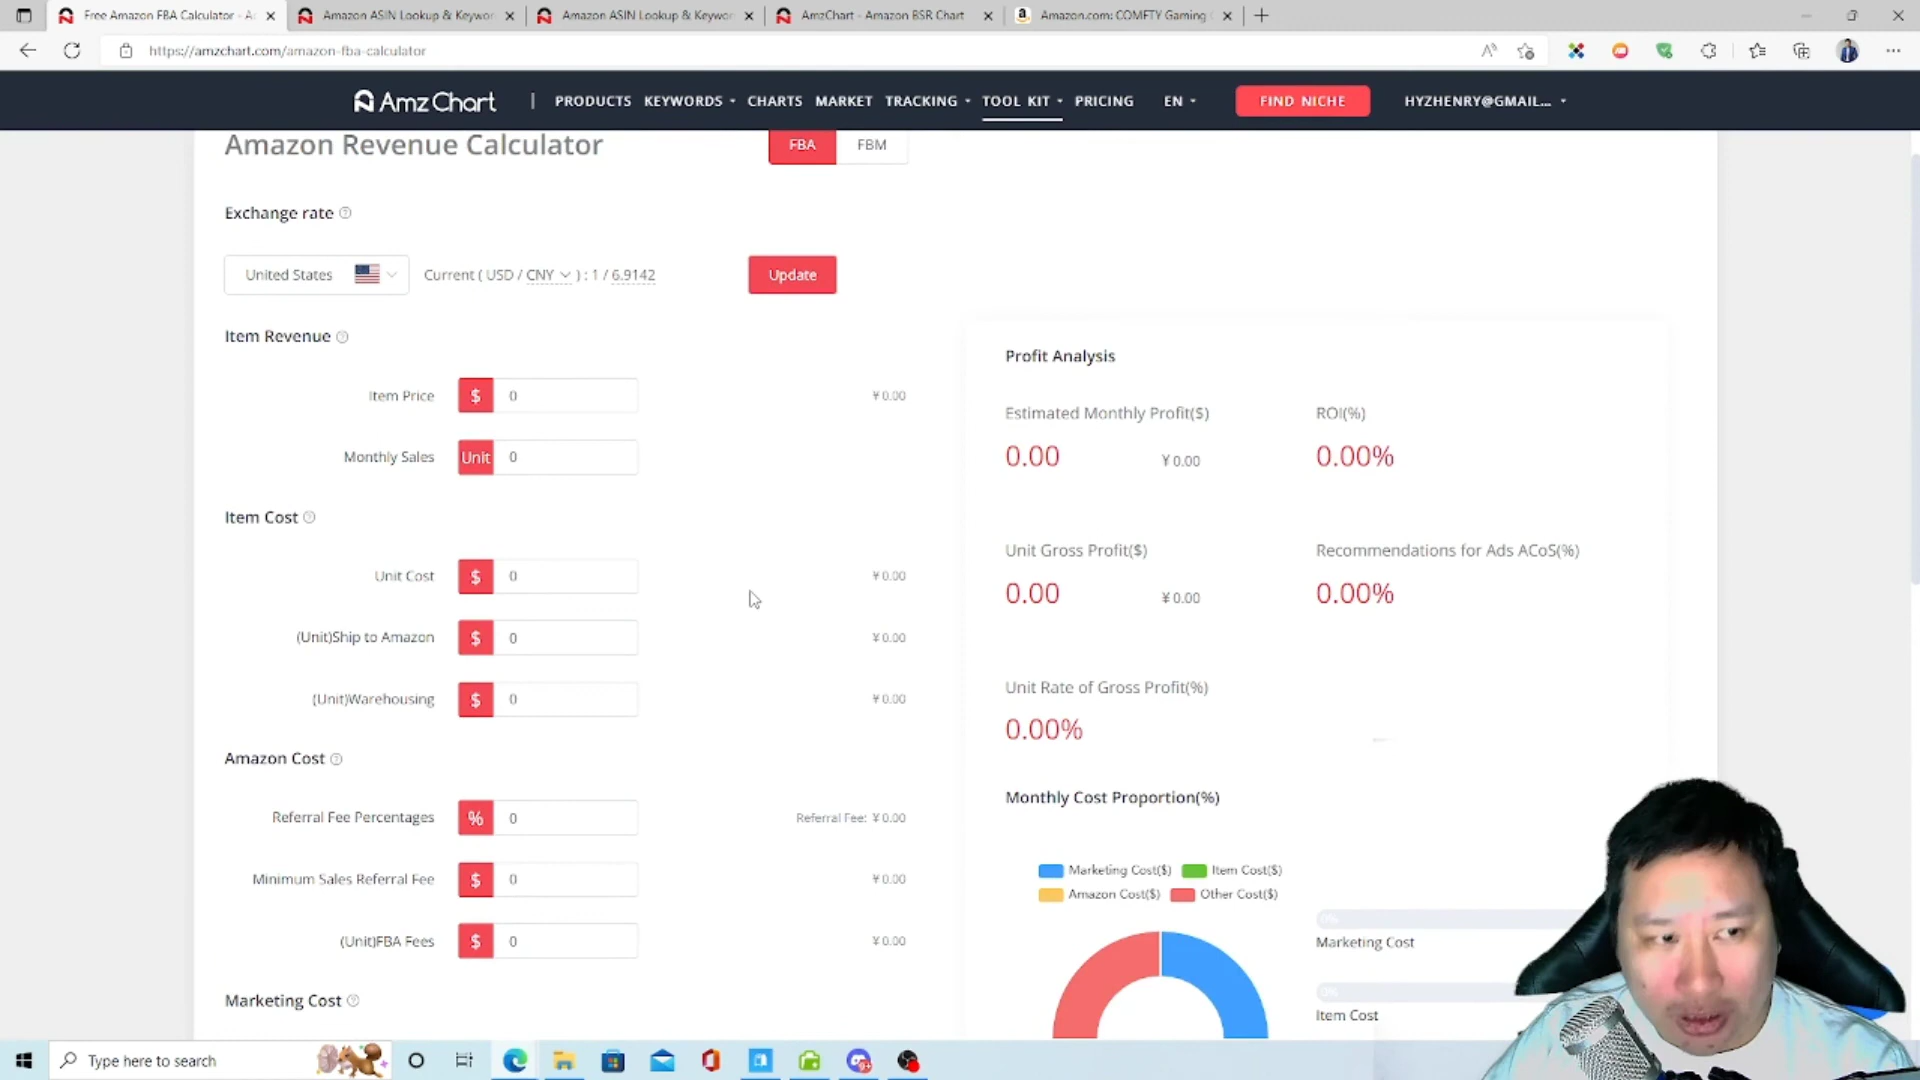 Free Amazon FBA Calculator - A
Amazon ASIN Lookup & Keywor
Amazon ASIN Lookup & Keywor
AmzChart - Amazon BSR Chart
Amazon.com: COMFTY Gaming
https://amzchart.com/amazon-fba-calculator
AmzChart
PRODUCTS KEYWORDS CHARTS MARKET TRACKING TOOL KIT PRICING EN FIND NICHE HYZHENRY@GMAIL...
Amazon Revenue Calculator
FBA FBM
Exchange rate
United States Current ( USD / CNY ) : 1 / 6.9142 Update
Item Revenue
Item Price $ 0 ¥0.00
Monthly Sales Unit 0
Item Cost
Unit Cost $ 0 ¥0.00
(Unit)Ship to Amazon $ 0 ¥0.00
(Unit)Warehousing $ 0 ¥0.00
Amazon Cost
Referral Fee Percentages % 0 Referral Fee: ¥0.00
Minimum Sales Referral Fee $ 0 ¥0.00
(Unit)FBA Fees $ 0 ¥0.00
Marketing Cost
Profit Analysis
Estimated Monthly Profit($) ROI(%)
0.00 ¥0.00 0.00%
Unit Gross Profit($) Recommendations for Ads ACoS(%)
0.00 ¥0.00 0.00%
Unit Rate of Gross Profit(%)
0.00%
Monthly Cost Proportion(%)
Marketing Cost($) Item Cost($)
Amazon Cost($) Other Cost($)
0%
Marketing Cost
0%
Item Cost
Type here to search